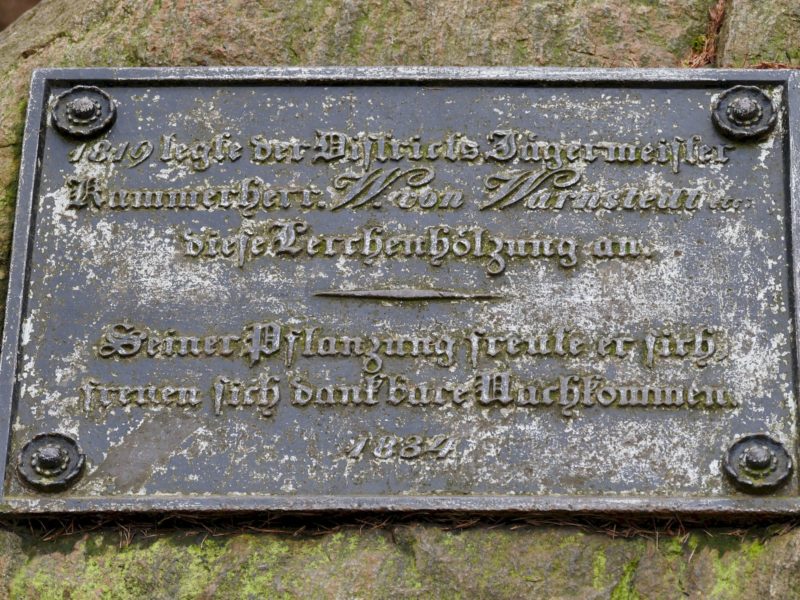 1819 legte der Districts Jägermeister
Kammerherr W. von Warnstedt etc:
diese Lerchenhölzung an.
Seiner Pflanzung freute er sich,
freuen sich dankbare Nachkommen.
1834